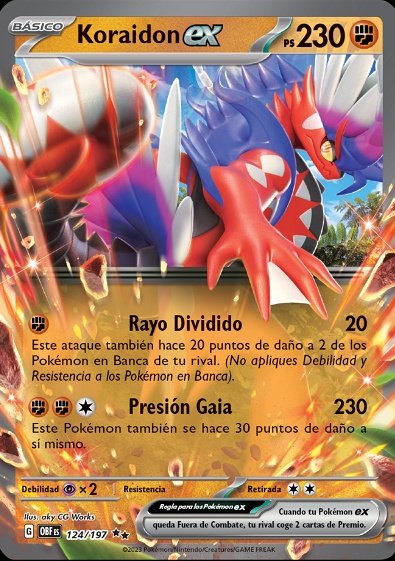 BÁSICO
Koraidon ex
PS 230
Rayo Dividido 20
Este ataque también hace 20 puntos de daño a 2 de los
Pokémon en Banca de tu rival. (No apliques Debilidad y
Resistencia a los Pokémon en Banca).
Presión Gaia 230
Este Pokémon también se hace 30 puntos de daño a
sí mismo.
Debilidad ×2 Resistencia Retirada
Regla para los Pokémon ex
Cuando tu Pokémon ex
queda Fuera de Combate, tu rival coge 2 cartas de Premio.
Ilus. aky CG Works
G OBF ES 124/197 ★★
©2023 Pokémon/Nintendo/Creatures/GAME FREAK